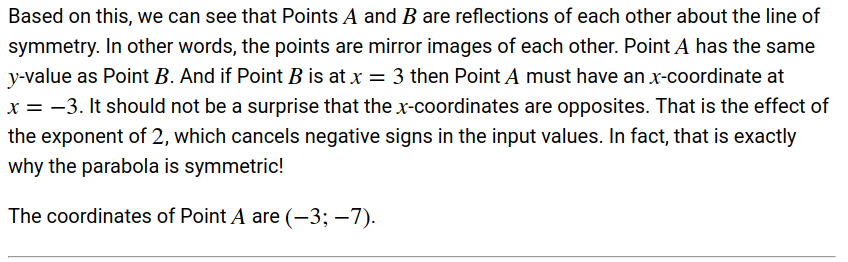 Based on this, we can see that Points A and B are reflections of each other about the line of
symmetry. In other words, the points are mirror images of each other. Point A has the same
y-value as Point B. And if Point B is at x = 3 then Point A must have an x-coordinate at
x = −3. It should not be a surprise that the x-coordinates are opposites. That is the effect of
the exponent of 2, which cancels negative signs in the input values. In fact, that is exactly
why the parabola is symmetric!
The coordinates of Point A are (−3; −7).